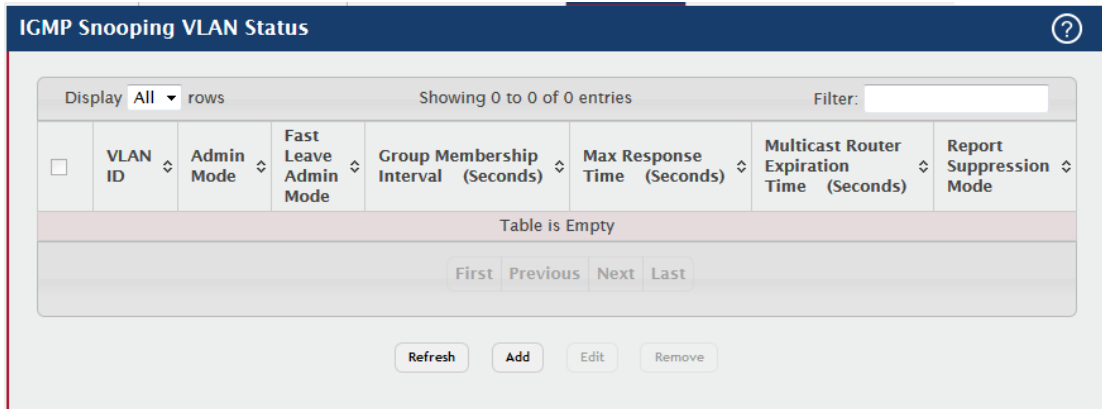 IGMP Snooping VLAN Status
?
Display All rows Showing 0 to 0 of 0 entries Filter:
VLAN ID
Admin Mode
Fast Leave Admin Mode
Group Membership Interval (Seconds)
Max Response Time (Seconds)
Multicast Router Expiration Time (Seconds)
Report Suppression Mode
Table is Empty
First Previous Next Last
Refresh Add Edit Remove